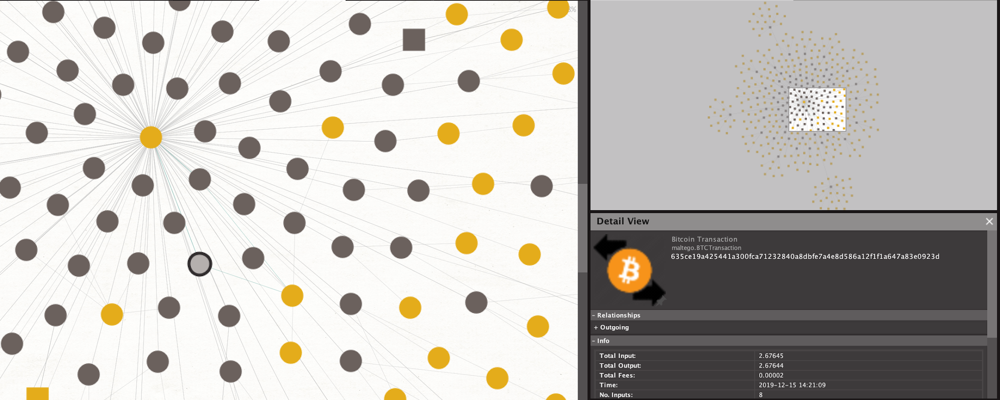 8%
Detail View
Bitcoin Transaction
maltego.BTCTransaction
635ce19a425441a300fca71232840a8dbfe7a4e8d586a12f1f1a647a83e0923d
- Relationships
+ Outgoing
- Info
Total Input: 2.67645
Total Output: 2.67644
Total Fees: 0.00002
Time: 2019-12-15 14:21:09
No. Inputs: 8